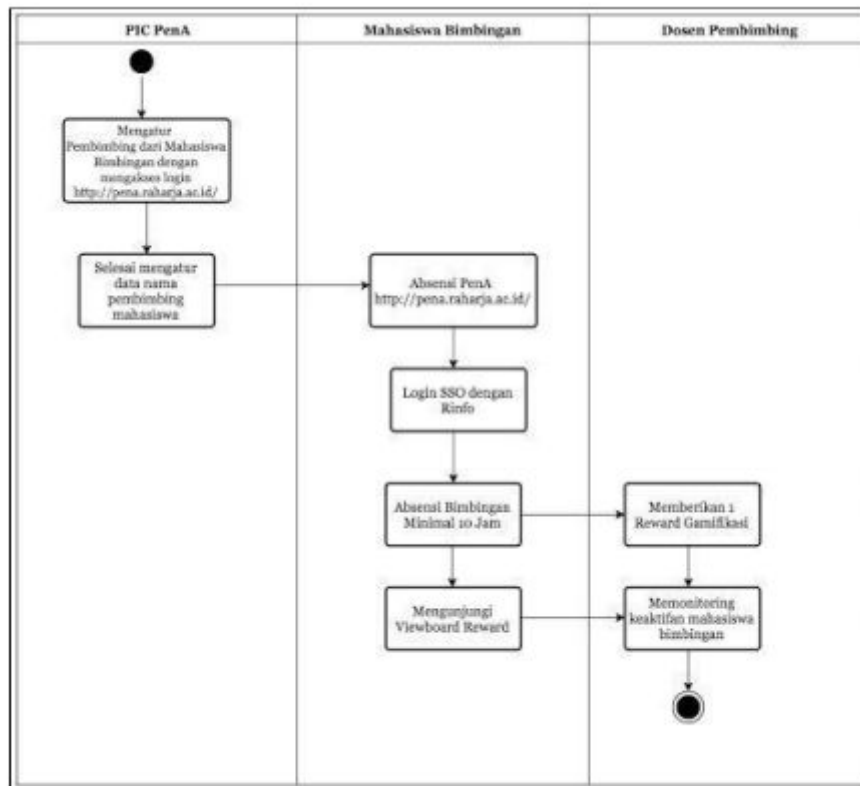 PIC PenA
Mahasiswa Bimbingan
Dosen Pembimbing
Mengatur
Pembimbing dari Mahasiswa
Bimbingan dengan
mengakses login
http://pena.raharja.ac.id/
Selesai mengatur
data nama
pembimbing
mahasiswa
Absensi PenA
http://pena.raharja.ac.id/
Login SSO dengan
Rinfo
Absensi Bimbingan
Minimal 10 Jam
Memberikan 1
Reward Gamifikasi
Mengunjungi
Viewboard Reward
Memonitoring
keaktifan mahasiswa
bimbingan